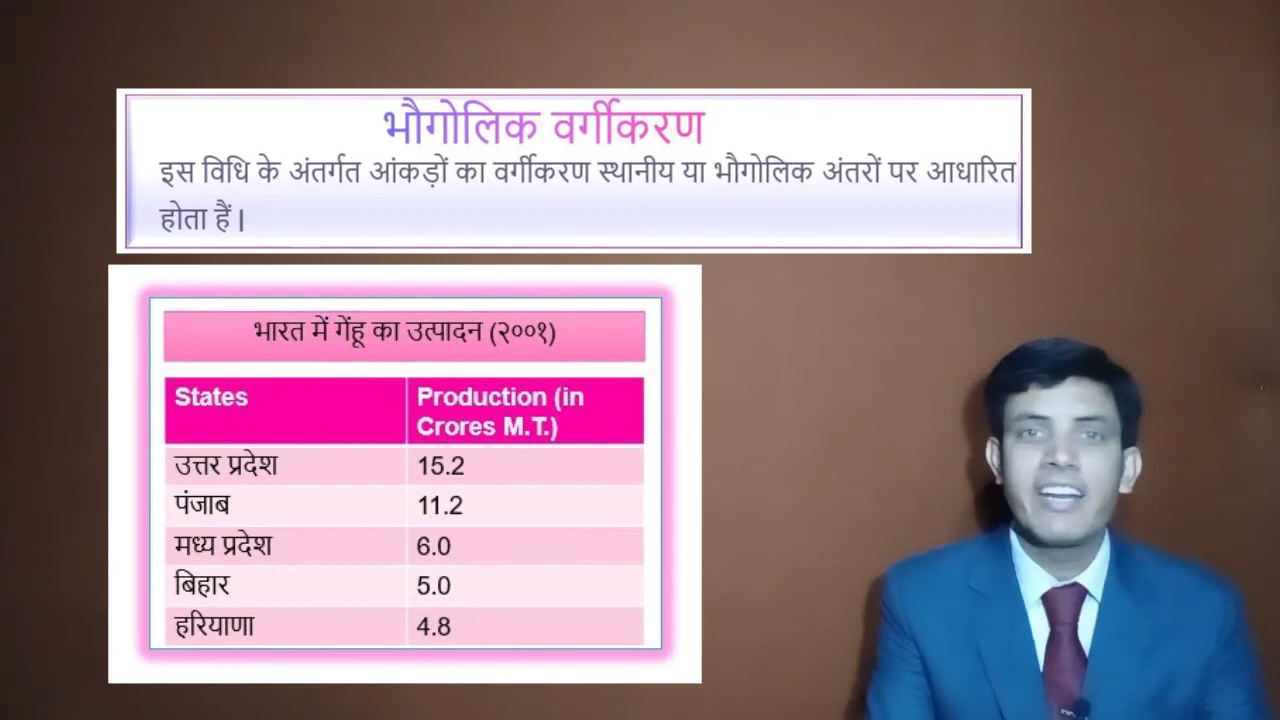 भौगोलिक वर्गीकरण
इस विधि के अंतर्गत आंकड़ों का वर्गीकरण स्थानीय या भौगोलिक अंतरों पर आधारित
होता हैं।
भारत में गेंहू का उत्पादन (२००१)
States Production (in
Crores M.T.)
उत्तर प्रदेश 15.2
पंजाब 11.2
मध्य प्रदेश 6.0
बिहार 5.0
हरियाणा 4.8